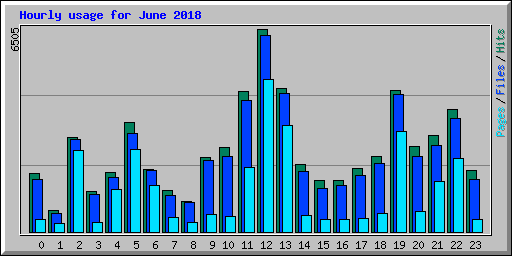 Hourly usage for June 2018
6505
Pages / Files / Hits
0 1 2 3 4 5 6 7 8 9 10 11 12 13 14 15 16 17 18 19 20 21 22 23